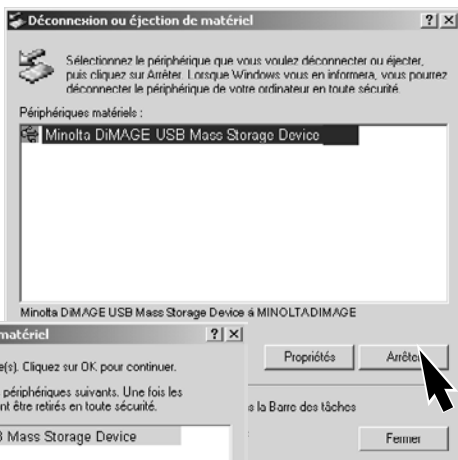 Déconnexion ou éjection de matériel
Sélectionnez le périphérique que vous voulez déconnecter ou éjecter,
puis cliquez sur Arrêter. Lorsque Windows vous en informera, vous pourrez
déconnecter le périphérique de votre ordinateur en toute sécurité.
Périphériques matériels :
Minolta DiMAGE USB Mass Storage Device
Minolta DiMAGE USB Mass Storage Device á MINOLTADIMAGE
Propriétés Arrêter
s la Barre des tâches
Fermer
matériel
e(s). Cliquez sur OK pour continuer.
périphériques suivants. Une fois les
nt être retirés en toute sécurité.
Mass Storage Device